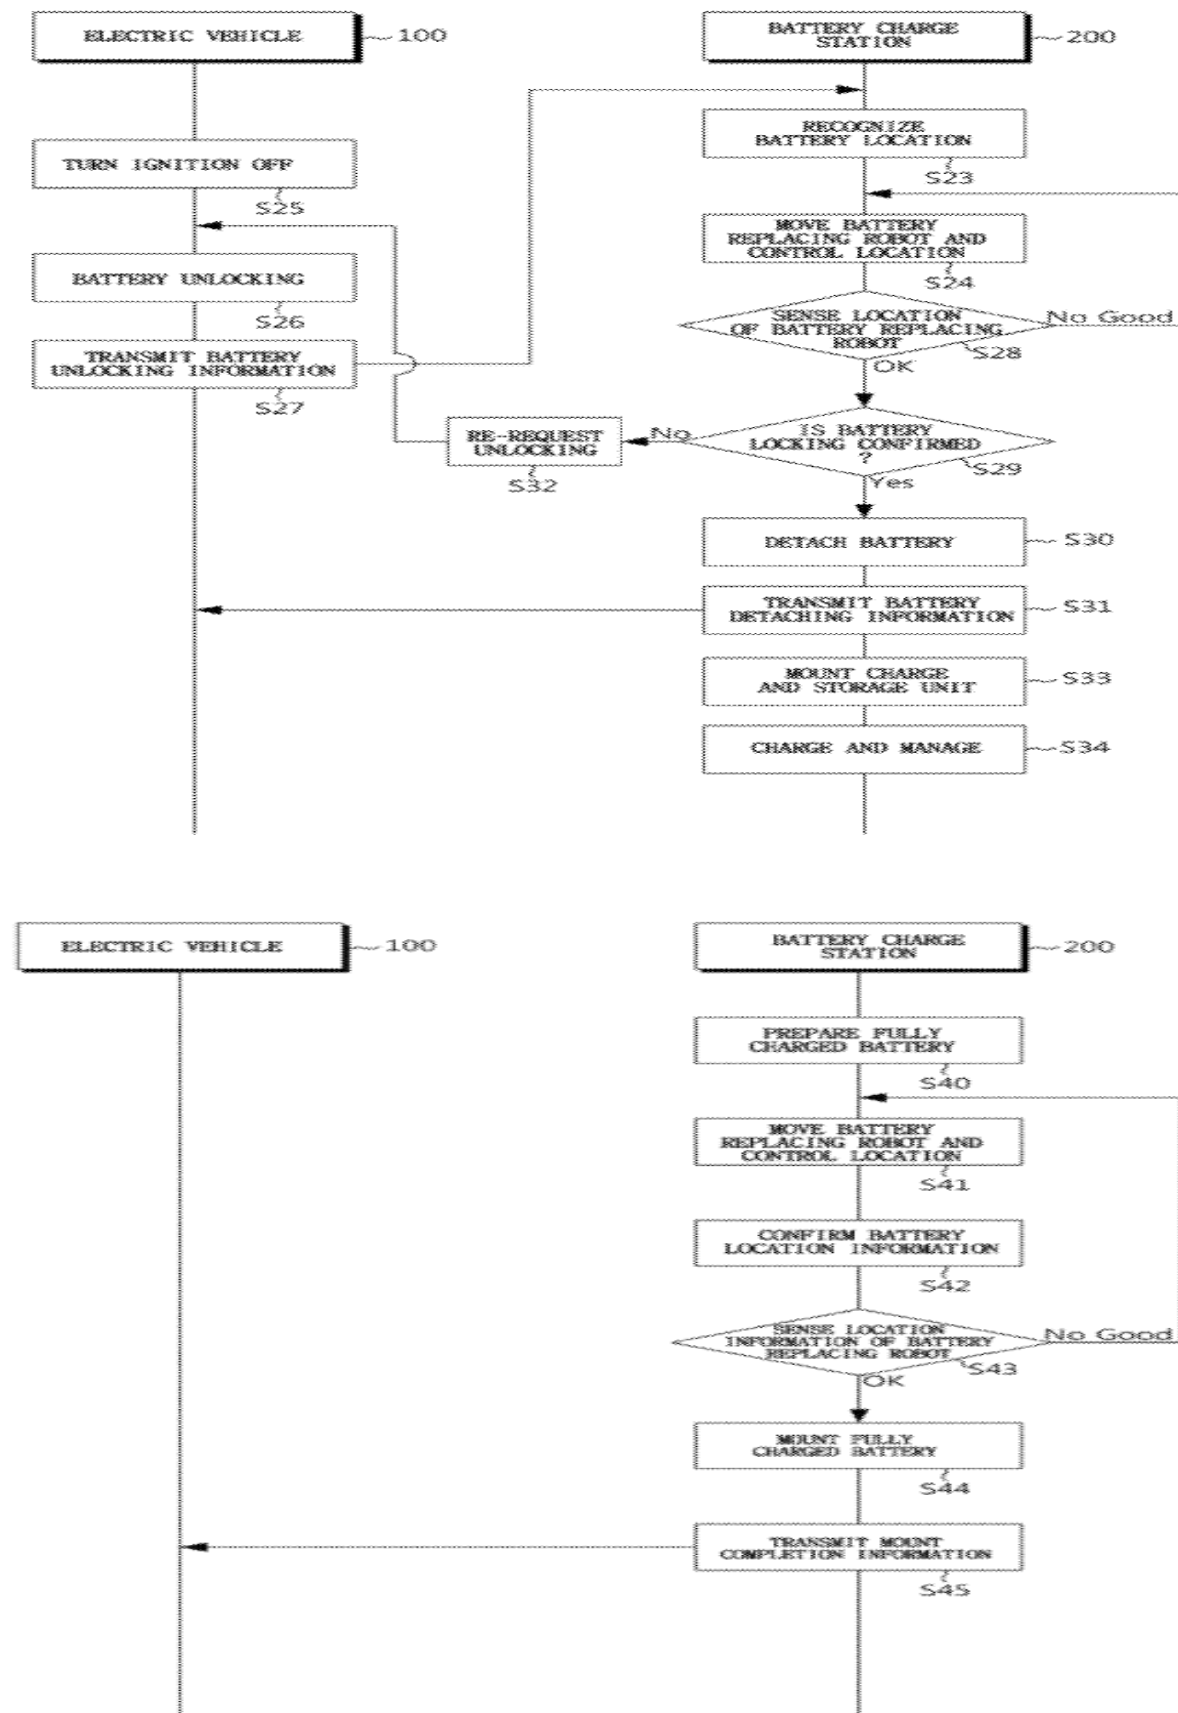 ELECTRIC VEHICLE
100
BATTERY CHARGE
STATION
200
RECOGNIZE
BATTERY LOCATION
S23
TURN IGNITION OFF
S25
MOVE BATTERY
REPLACING ROBOT AND
CONTROL LOCATION
S24
BATTERY UNLOCKING
S26
SENSE LOCATION
OF BATTERY REPLACING
ROBOT
S28
No Good
OK
TRANSMIT BATTERY
UNLOCKING INFORMATION
S27
IS BATTERY
LOCKING CONFIRMED
?
S29
No
Yes
RE-REQUEST
UNLOCKING
S32
DETACH BATTERY
S30
TRANSMIT BATTERY
DETACHING INFORMATION
S31
MOUNT CHARGE
AND STORAGE UNIT
S33
CHARGE AND MANAGE
S34
ELECTRIC VEHICLE
100
BATTERY CHARGE
STATION
200
PREPARE FULLY
CHARGED BATTERY
S40
MOVE BATTERY
REPLACING ROBOT AND
CONTROL LOCATION
S41
CONFIRM BATTERY
LOCATION INFORMATION
S42
SENSE LOCATION
INFORMATION OF BATTERY
REPLACING ROBOT
S43
No Good
OK
MOUNT FULLY
CHARGED BATTERY
S44
TRANSMIT MOUNT
COMPLETION INFORMATION
S45